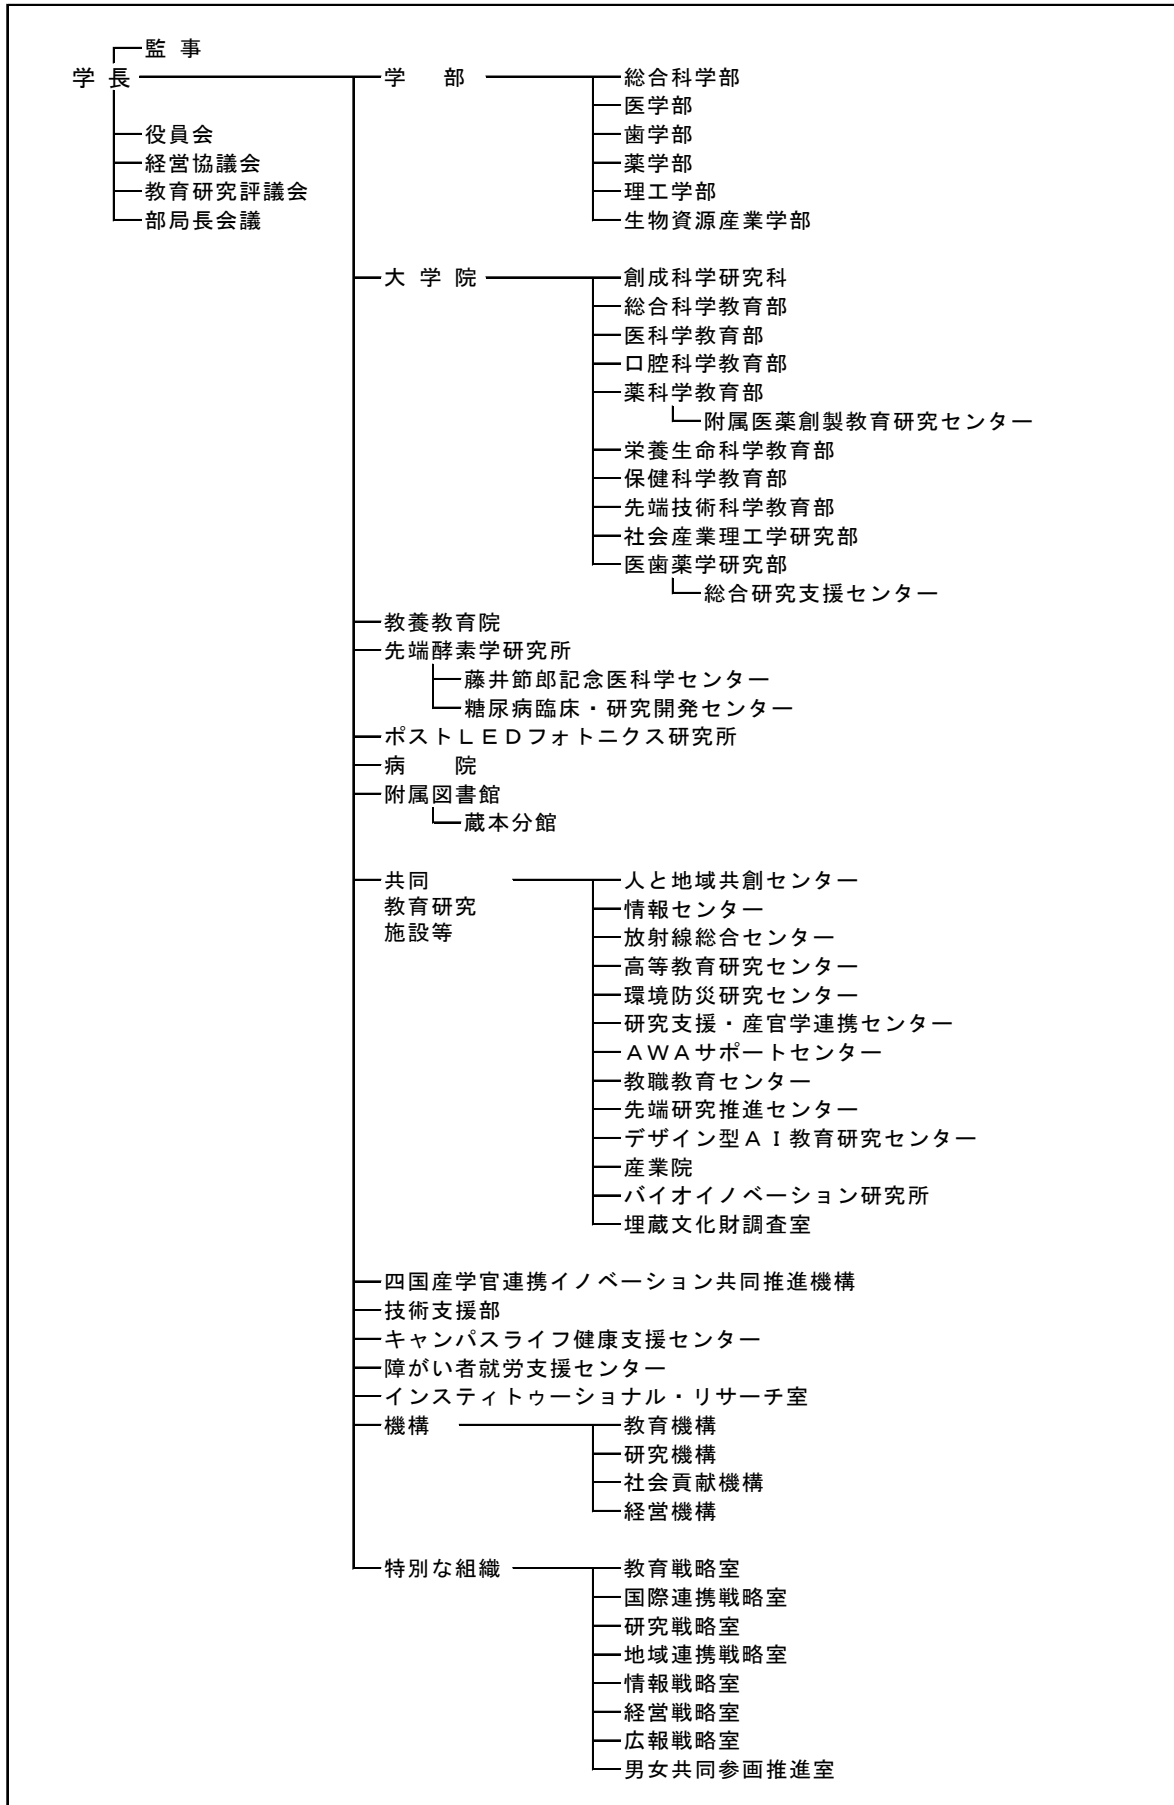 監 事
学 長
学 部
総合科学部
医学部
役員会
歯学部
経営協議会
薬学部
教育研究評議会
理工学部
部局長会議
生物資源産業学部
大 学 院
創成科学研究科
総合科学教育部
医科学教育部
口腔科学教育部
薬科学教育部
附属医薬創製教育研究センター
栄養生命科学教育部
保健科学教育部
先端技術科学教育部
社会産業理工学研究部
医歯薬学研究部
総合研究支援センター
教養教育院
先端酵素学研究所
藤井節郎記念医科学センター
糖尿病臨床・研究開発センター
ポストLEDフォトニクス研究所
病 院
附属図書館
蔵本分館
共同
教育研究
施設等
人と地域共創センター
情報センター
放射線総合センター
高等教育研究センター
環境防災研究センター
研究支援・産官学連携センター
AWAサポートセンター
教職教育センター
先端研究推進センター
デザイン型AI教育研究センター
産業院
バイオイノベーション研究所
埋蔵文化財調査室
四国産学官連携イノベーション共同推進機構
技術支援部
キャンパスライフ健康支援センター
障がい者就労支援センター
インスティトゥーショナル・リサーチ室
機構
教育機構
研究機構
社会貢献機構
経営機構
特別な組織
教育戦略室
国際連携戦略室
研究戦略室
地域連携戦略室
情報戦略室
経営戦略室
広報戦略室
男女共同参画推進室